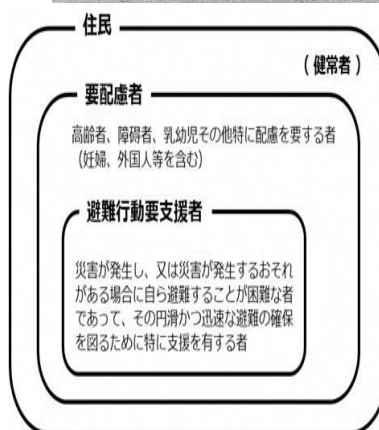 住民
（健常者）
要配慮者
高齢者、障碍者、乳幼児その他特に配慮を要する者
（妊婦、外国人等を含む）
避難行動要支援者
災害が発生し、又は災害が発生するおそれ
がある場合に自ら避難することが困難な者
であって、その円滑かつ迅速な避難の確保
を図るために特に支援を有する者